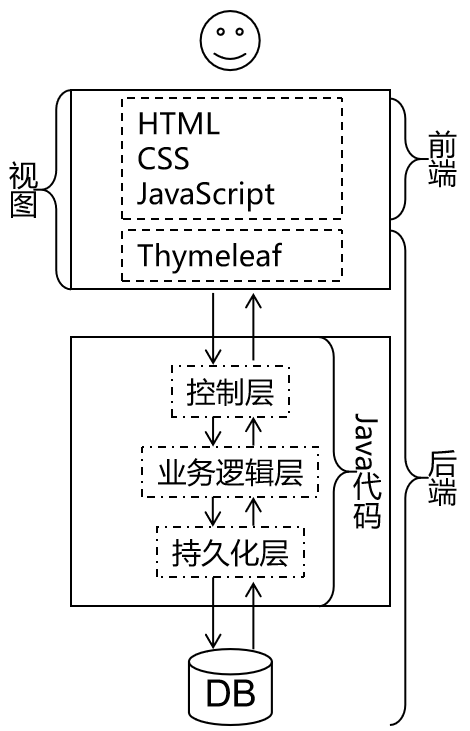 HTML
CSS
JavaScript
Thymeleaf
视图
前端
控制层
业务逻辑层
持久化层
Java代码
后端
DB